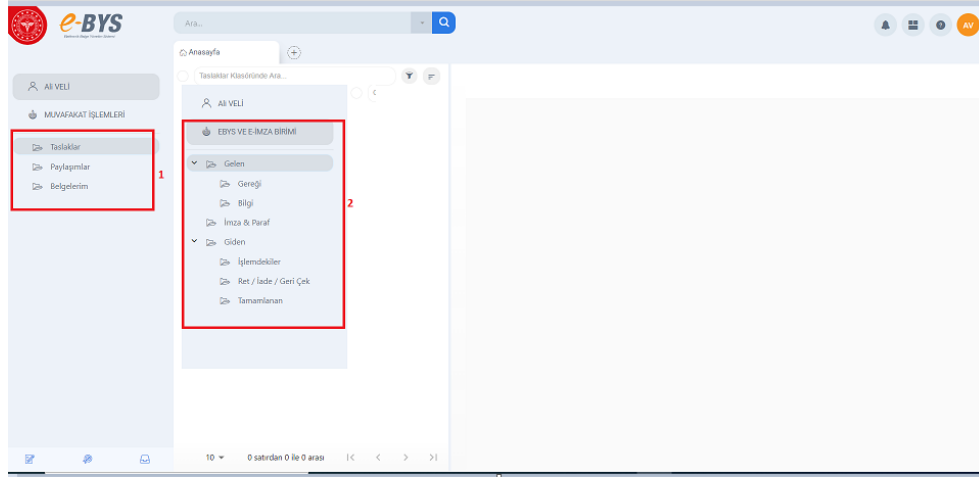 e-BYS
Ara..
AV
Anasayfa
Taslaklar Klasöründe Ara...
Ali VELİ
MUVAFAKAT İŞLEMLERİ
Taslaklar
Paylaşımlar
Belgelerim
1
Ali VELİ
EBYS VE E-İMZA BİRİMİ
Gelen
Gereği
Bilgi
2
İmza & Paraf
Giden
İşlemdekiler
Ret / İade / Geri Çek
Tamamlanan
10
0 satırdan 0 ile 0 arası